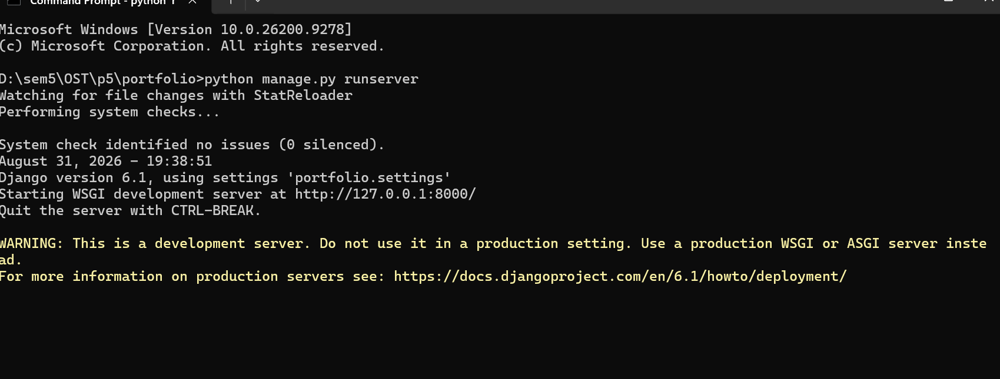 Command Prompt - python r
Microsoft Windows [Version 10.0.26200.9278]
(c) Microsoft Corporation. All rights reserved.
D:\sem5\OST\p5\portfolio>python manage.py runserver
Watching for file changes with StatReloader
Performing system checks...
System check identified no issues (0 silenced).
August 31, 2026 - 19:38:51
Django version 6.1, using settings 'portfolio.settings'
Starting WSGI development server at http://127.0.0.1:8000/
Quit the server with CTRL-BREAK.
WARNING: This is a development server. Do not use it in a production setting. Use a production WSGI or ASGI server inste
ad.
For more information on production servers see: https://docs.djangoproject.com/en/6.1/howto/deployment/